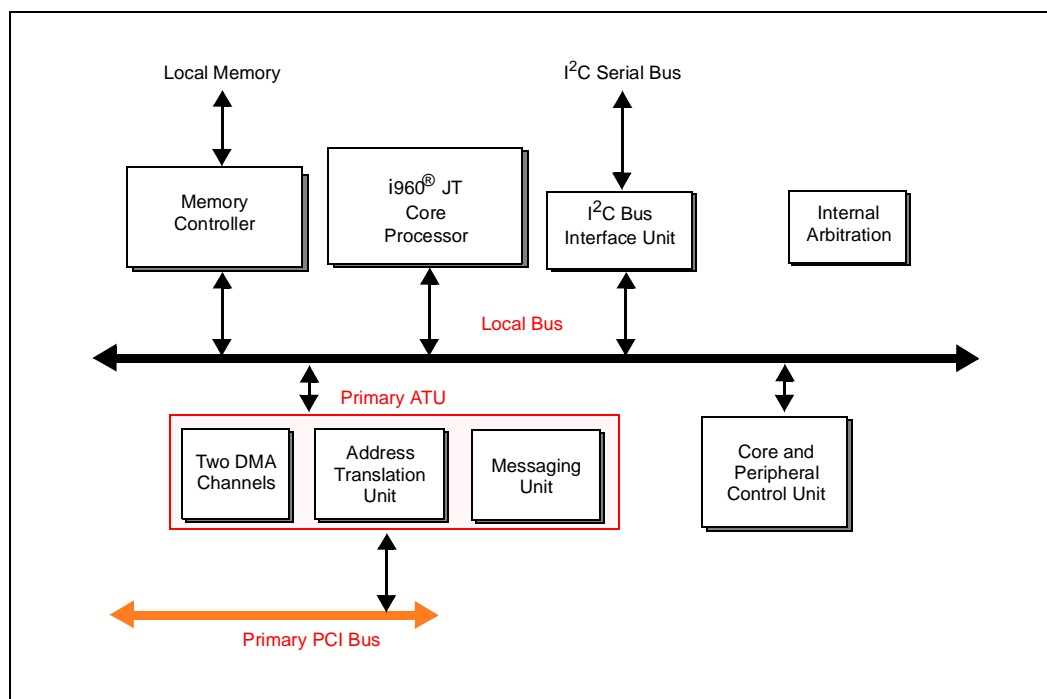 Local Memory
I²C Serial Bus
Memory
Controller
i960® JT
Core
Processor
I²C Bus
Interface Unit
Internal
Arbitration
Local Bus
Primary ATU
Two DMA
Channels
Address
Translation
Unit
Messaging
Unit
Core and
Peripheral
Control Unit
Primary PCI Bus